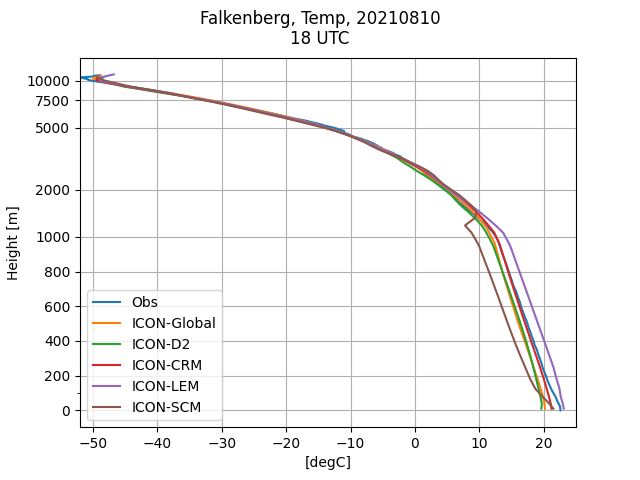 Falkenberg, Temp, 20210810
18 UTC
Height [m]
10000
7500
5000
2000
1000
800
600
400
200
0
Obs
ICON-Global
ICON-D2
ICON-CRM
ICON-LEM
ICON-SCM
−50
−40
−30
−20
−10
0
10
20
[degC]